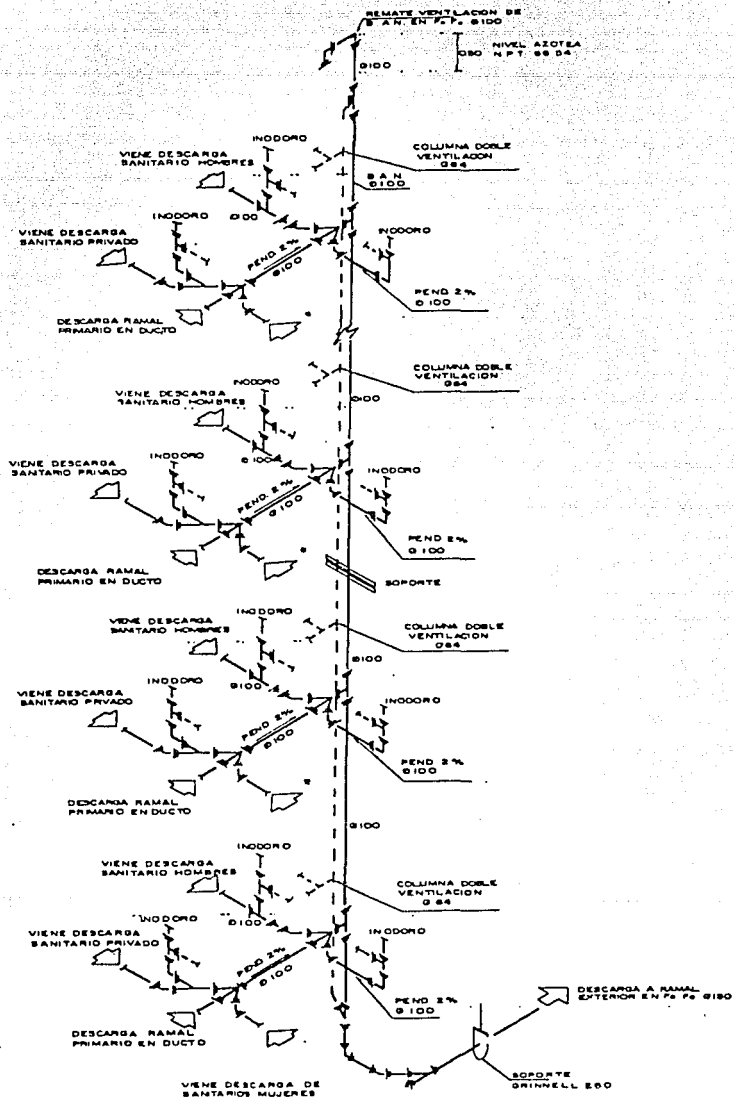 REMATE VENTILACION DE
B A.N. EN Fo Fo Ø100
NIVEL AZOTEA
N.P.T.
Ø100
INODORO
VIENE DESCARGA
SANITARIO HOMBRES
COLUMNA DOBLE
VENTILACION
Ø64
B A N
Ø100
INODORO
Ø100
VIENE DESCARGA
SANITARIO PRIVADO
INODORO
PEND. 2%
Ø100
PEND. 2%
Ø100
DESCARGA RAMAL
PRIMARIO EN DUCTO
COLUMNA DOBLE
VENTILACION
Ø64
INODORO
VIENE DESCARGA
SANITARIO HOMBRES
Ø100
INODORO
Ø100
INODORO
VIENE DESCARGA
SANITARIO PRIVADO
PEND. 2%
Ø100
PEND 2%
Ø100
DESCARGA RAMAL
PRIMARIO EN DUCTO
SOPORTE
INODORO
VIENE DESCARGA
SANITARIO HOMBRES
COLUMNA DOBLE
VENTILACION
Ø64
Ø100
INODORO
Ø100
INODORO
VIENE DESCARGA
SANITARIO PRIVADO
PEND 2%
Ø100
PEND 2%
Ø100
DESCARGA RAMAL
PRIMARIO EN DUCTO
Ø100
INODORO
VIENE DESCARGA
SANITARIO HOMBRES
COLUMNA DOBLE
VENTILACION
Ø64
INODORO
Ø100
INODORO
VIENE DESCARGA
SANITARIO PRIVADO
PEND 2%
Ø100
PEND 2%
Ø100
DESCARGA A RAMAL
EXTERIOR EN Fo Fo Ø150
DESCARGA RAMAL
PRIMARIO EN DUCTO
SOPORTE
GRINNELL 260
VIENE DESCARGA DE
SANITARIOS MUJERES